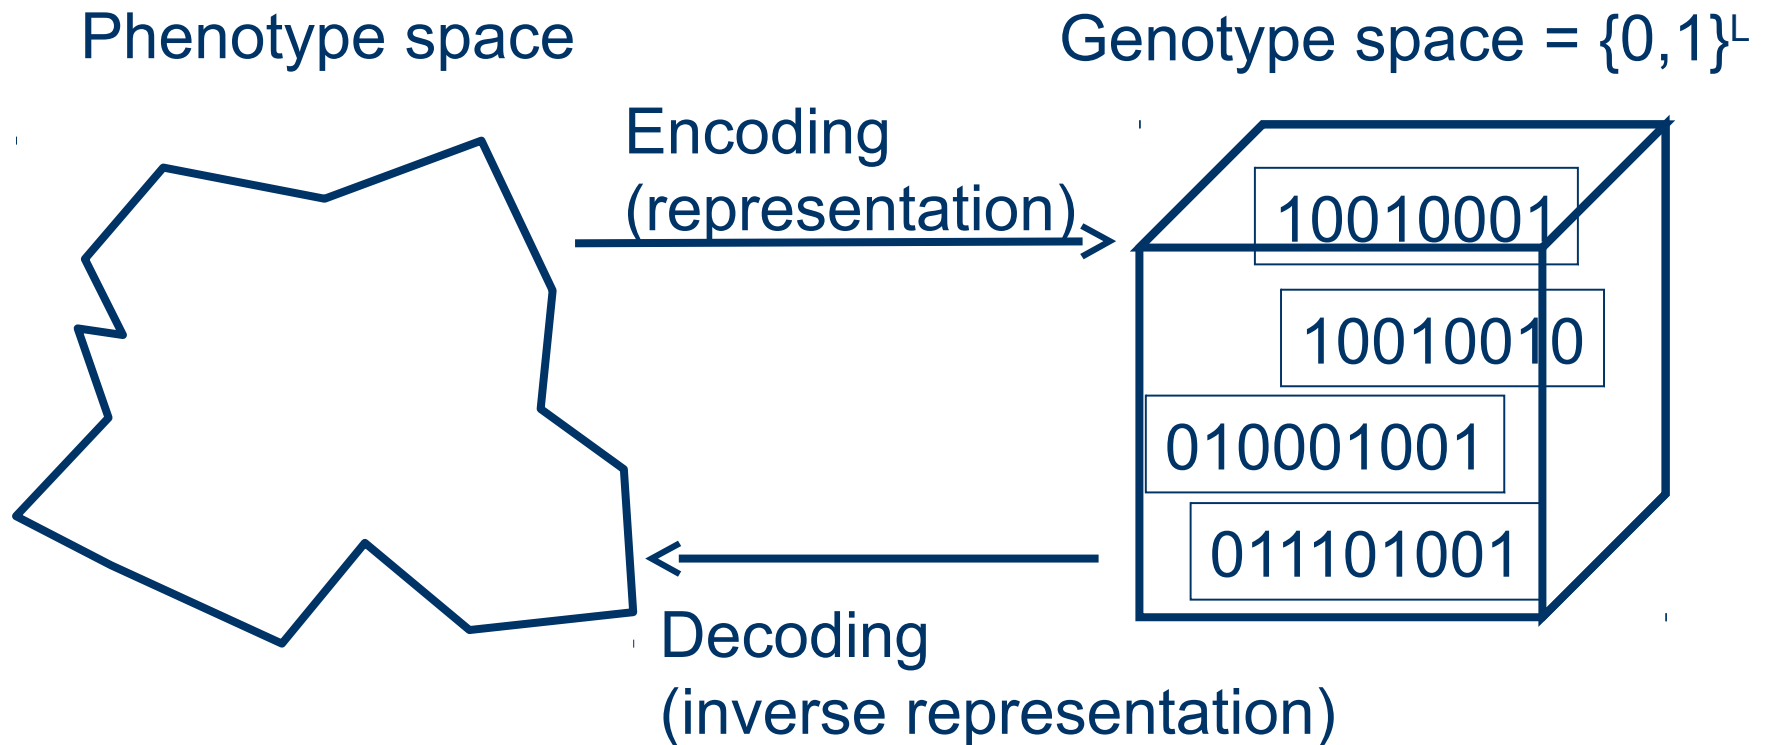 Phenotype space
Genotype space = {0,1}ᴸ
Encoding
(representation)
10010001
10010010
010001001
011101001
Decoding
(inverse representation)